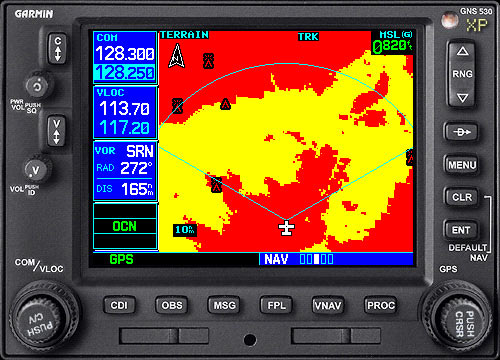 GARMIN
GNS 530
XP
COM
128.300
128.250
VLOC
113.70
117.20
VOR SRN
RAD 272°
DIS 165nm
OCN
GPS
TERRAIN
TRK
MSL(G)
0820ft
10nm
NAV
C
PWR VOL PUSH SQ
V
VOL PUSH ID
COM/VLOC
PUSH C/V
RNG
D
MENU
CLR
ENT
DEFAULT NAV
GPS
PUSH CRSR
CDI
OBS
MSG
FPL
VNAV
PROC